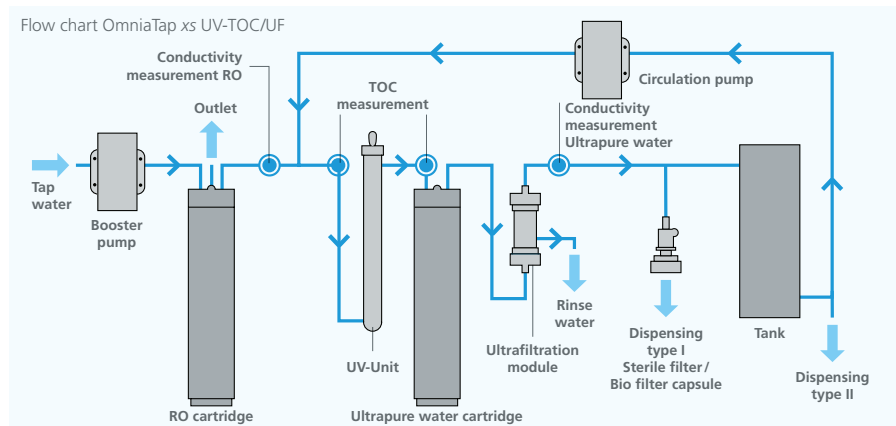 Flow chart OmniaTap xs UV-TOC/UF
Conductivity
measurement RO
TOC
measurement
Circulation pump
Outlet
Conductivity
measurement
Ultrapure water
Tap
water
Booster
pump
Rinse
water
Dispensing
type I
Sterile filter /
Bio filter capsule
Tank
UV-Unit
Ultrafiltration
module
Dispensing
type II
RO cartridge
Ultrapure water cartridge